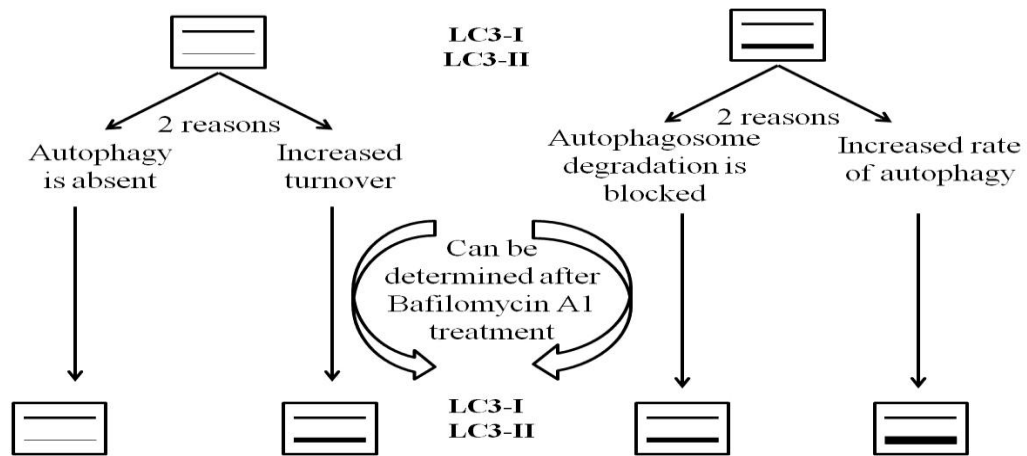 LC3-I
LC3-II
2 reasons
Autophagy
is absent
Increased
turnover
2 reasons
Autophagosome
degradation is
blocked
Increased rate
of autophagy
Can be
determined after
Bafilomycin A1
treatment
LC3-I
LC3-II